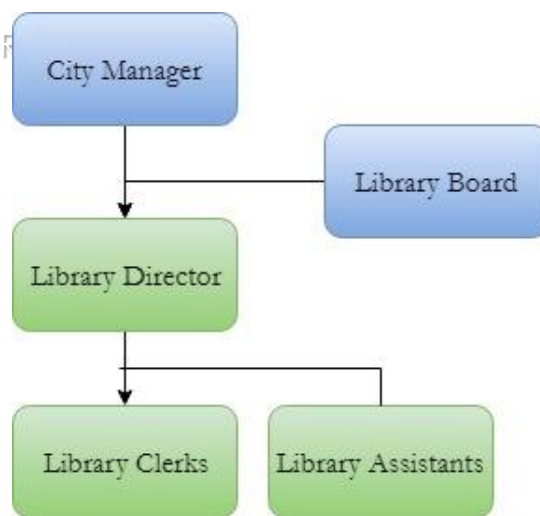 City Manager
Library Board
Library Director
Library Clerks
Library Assistants